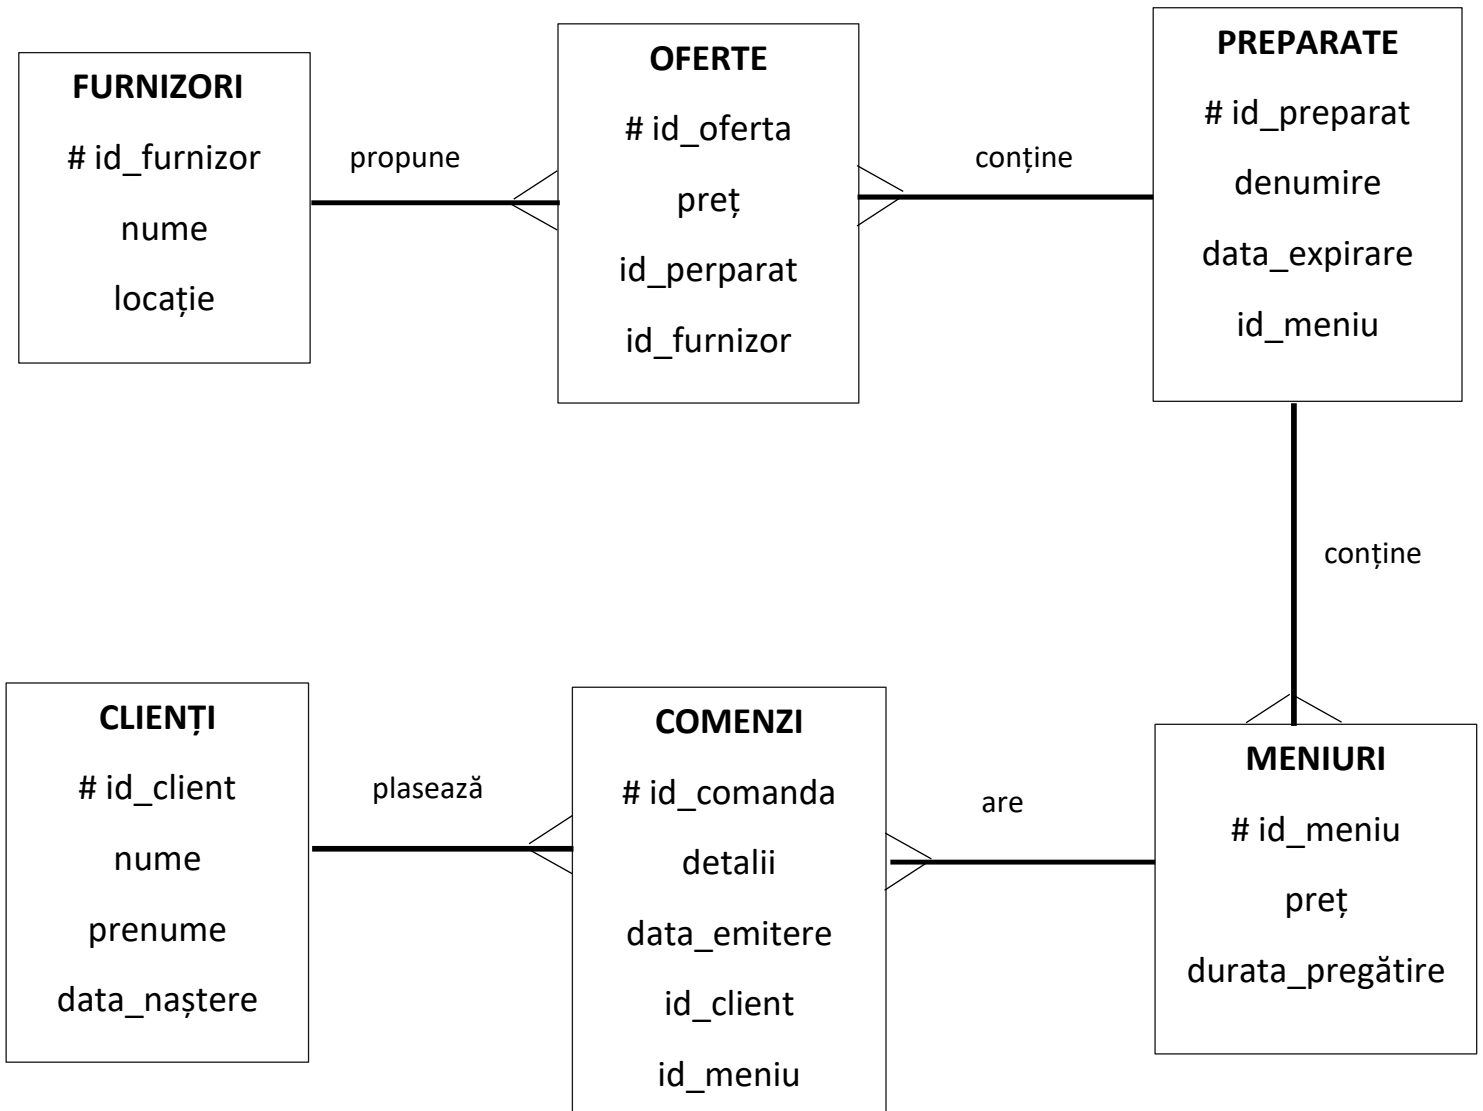 FURNIZORI
# id_furnizor
nume
locație
propune
OFERTE
# id_oferta
preț
id_perparat
id_furnizor
conține
PREPARATE
# id_preparat
denumire
data_expirare
id_meniu
conține
CLIENȚI
# id_client
nume
prenume
data_naștere
plasează
COMENZI
# id_comanda
detalii
data_emitere
id_client
id_meniu
are
MENIURI
# id_meniu
preț
durata_pregătire